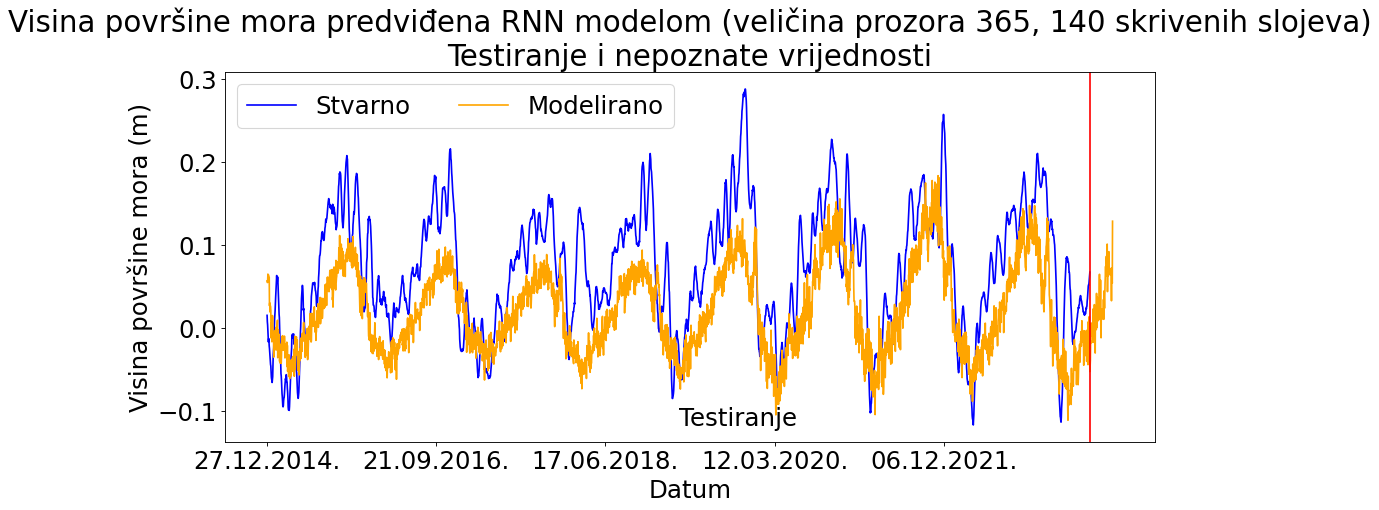 Visina površine mora predviđena RNN modelom (veličina prozora 365, 140 skrivenih slojeva)
Testiranje i nepoznate vrijednosti
Stvarno Modelirano
Visina površine mora (m)
0.3
0.2
0.1
0.0
−0.1
Testiranje
27.12.2014. 21.09.2016. 17.06.2018. 12.03.2020. 06.12.2021.
Datum